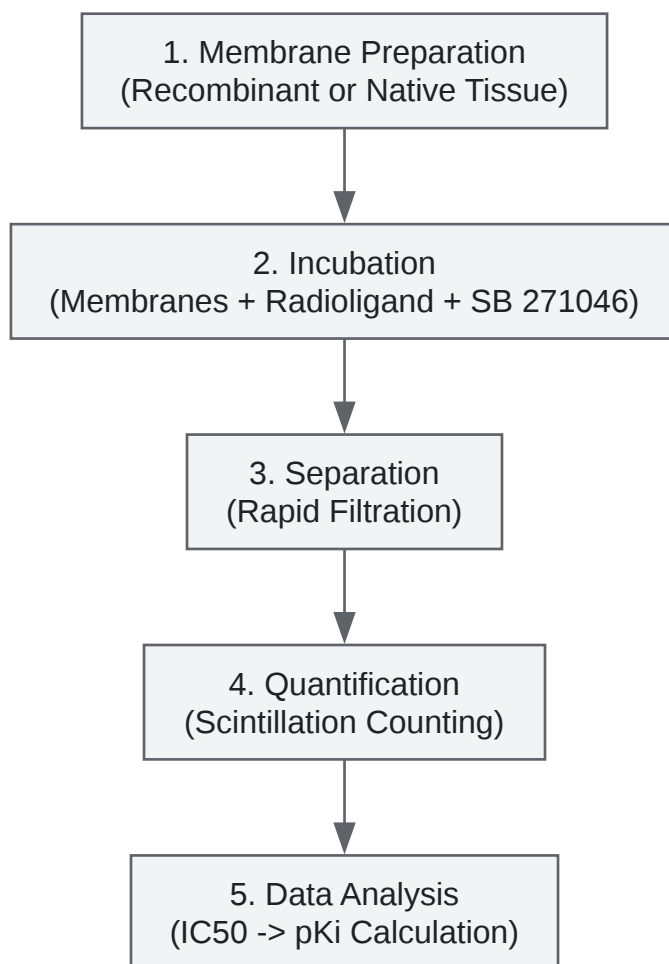 1. Membrane Preparation
(Recombinant or Native Tissue)
2. Incubation
(Membranes + Radioligand + SB 271046)
3. Separation
(Rapid Filtration)
4. Quantification
(Scintillation Counting)
5. Data Analysis
(IC50 -> pKi Calculation)